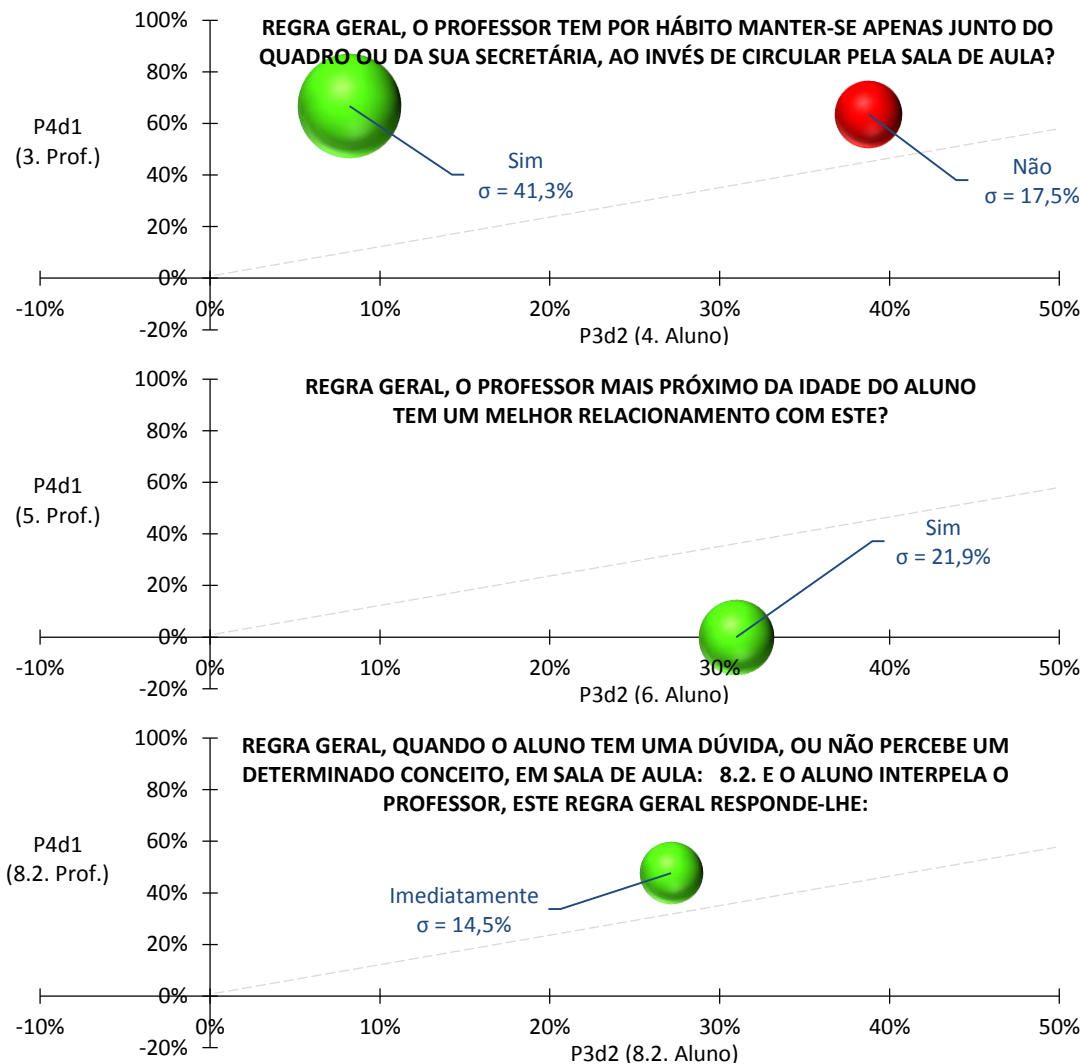 REGRA GERAL, O PROFESSOR TEM POR HÁBITO MANTER-SE APENAS JUNTO DO
QUADRO OU DA SUA SECRETÁRIA, AO INVÉS DE CIRCULAR PELA SALA DE AULA?
100%
80%
60%
40%
20%
0%
-20%
P4d1
(3. Prof.)
Sim
σ = 41,3%
Não
σ = 17,5%
-10%
0%
10%
20%
30%
40%
50%
P3d2 (4. Aluno)
REGRA GERAL, O PROFESSOR MAIS PRÓXIMO DA IDADE DO ALUNO
TEM UM MELHOR RELACIONAMENTO COM ESTE?
100%
80%
60%
40%
20%
0%
-20%
P4d1
(5. Prof.)
Sim
σ = 21,9%
-10%
0%
10%
20%
30%
40%
50%
P3d2 (6. Aluno)
REGRA GERAL, QUANDO O ALUNO TEM UMA DÚVIDA, OU NÃO PERCEBE UM
DETERMINADO CONCEITO, EM SALA DE AULA:   8.2. E O ALUNO INTERPELA O
PROFESSOR, ESTE REGRA GERAL RESPONDE-LHE:
100%
80%
60%
40%
20%
0%
-20%
P4d1
(8.2. Prof.)
Imediatamente
σ = 14,5%
-10%
0%
10%
20%
30%
40%
50%
P3d2 (8.2. Aluno)